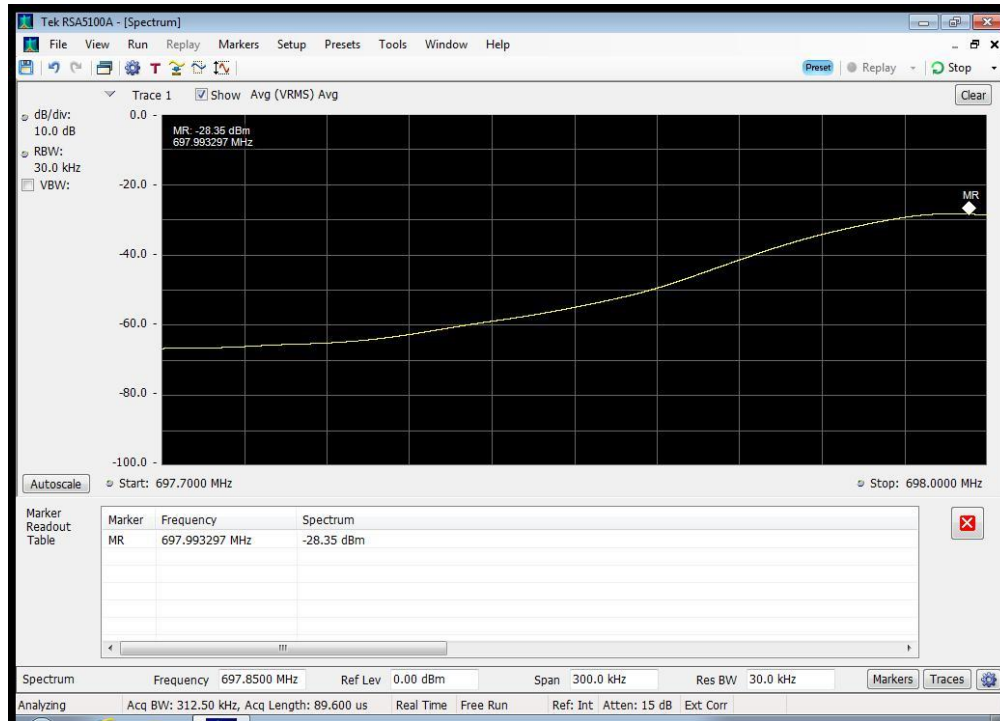 Tek RSA5100A - [Spectrum]
File View Run Replay Markers Setup Presets Tools Window Help
T Preset Replay Stop
Trace 1 Show Avg (VRMS) Avg Clear
dB/div:
10.0 dB
RBW:
30.0 kHz
VBW:
0.0
MR: -28.35 dBm
697.993297 MHz
-20.0
MR
-40.0
-60.0
-80.0
-100.0
Autoscale Start: 697.7000 MHz Stop: 698.0000 MHz
Marker Readout Table
Marker Frequency Spectrum
MR 697.993297 MHz -28.35 dBm
Spectrum Frequency 697.8500 MHz Ref Lev 0.00 dBm Span 300.0 kHz Res BW 30.0 kHz Markers Traces
Analyzing Acq BW: 312.50 kHz, Acq Length: 89.600 us Real Time Free Run Ref: Int Atten: 15 dB Ext Corr